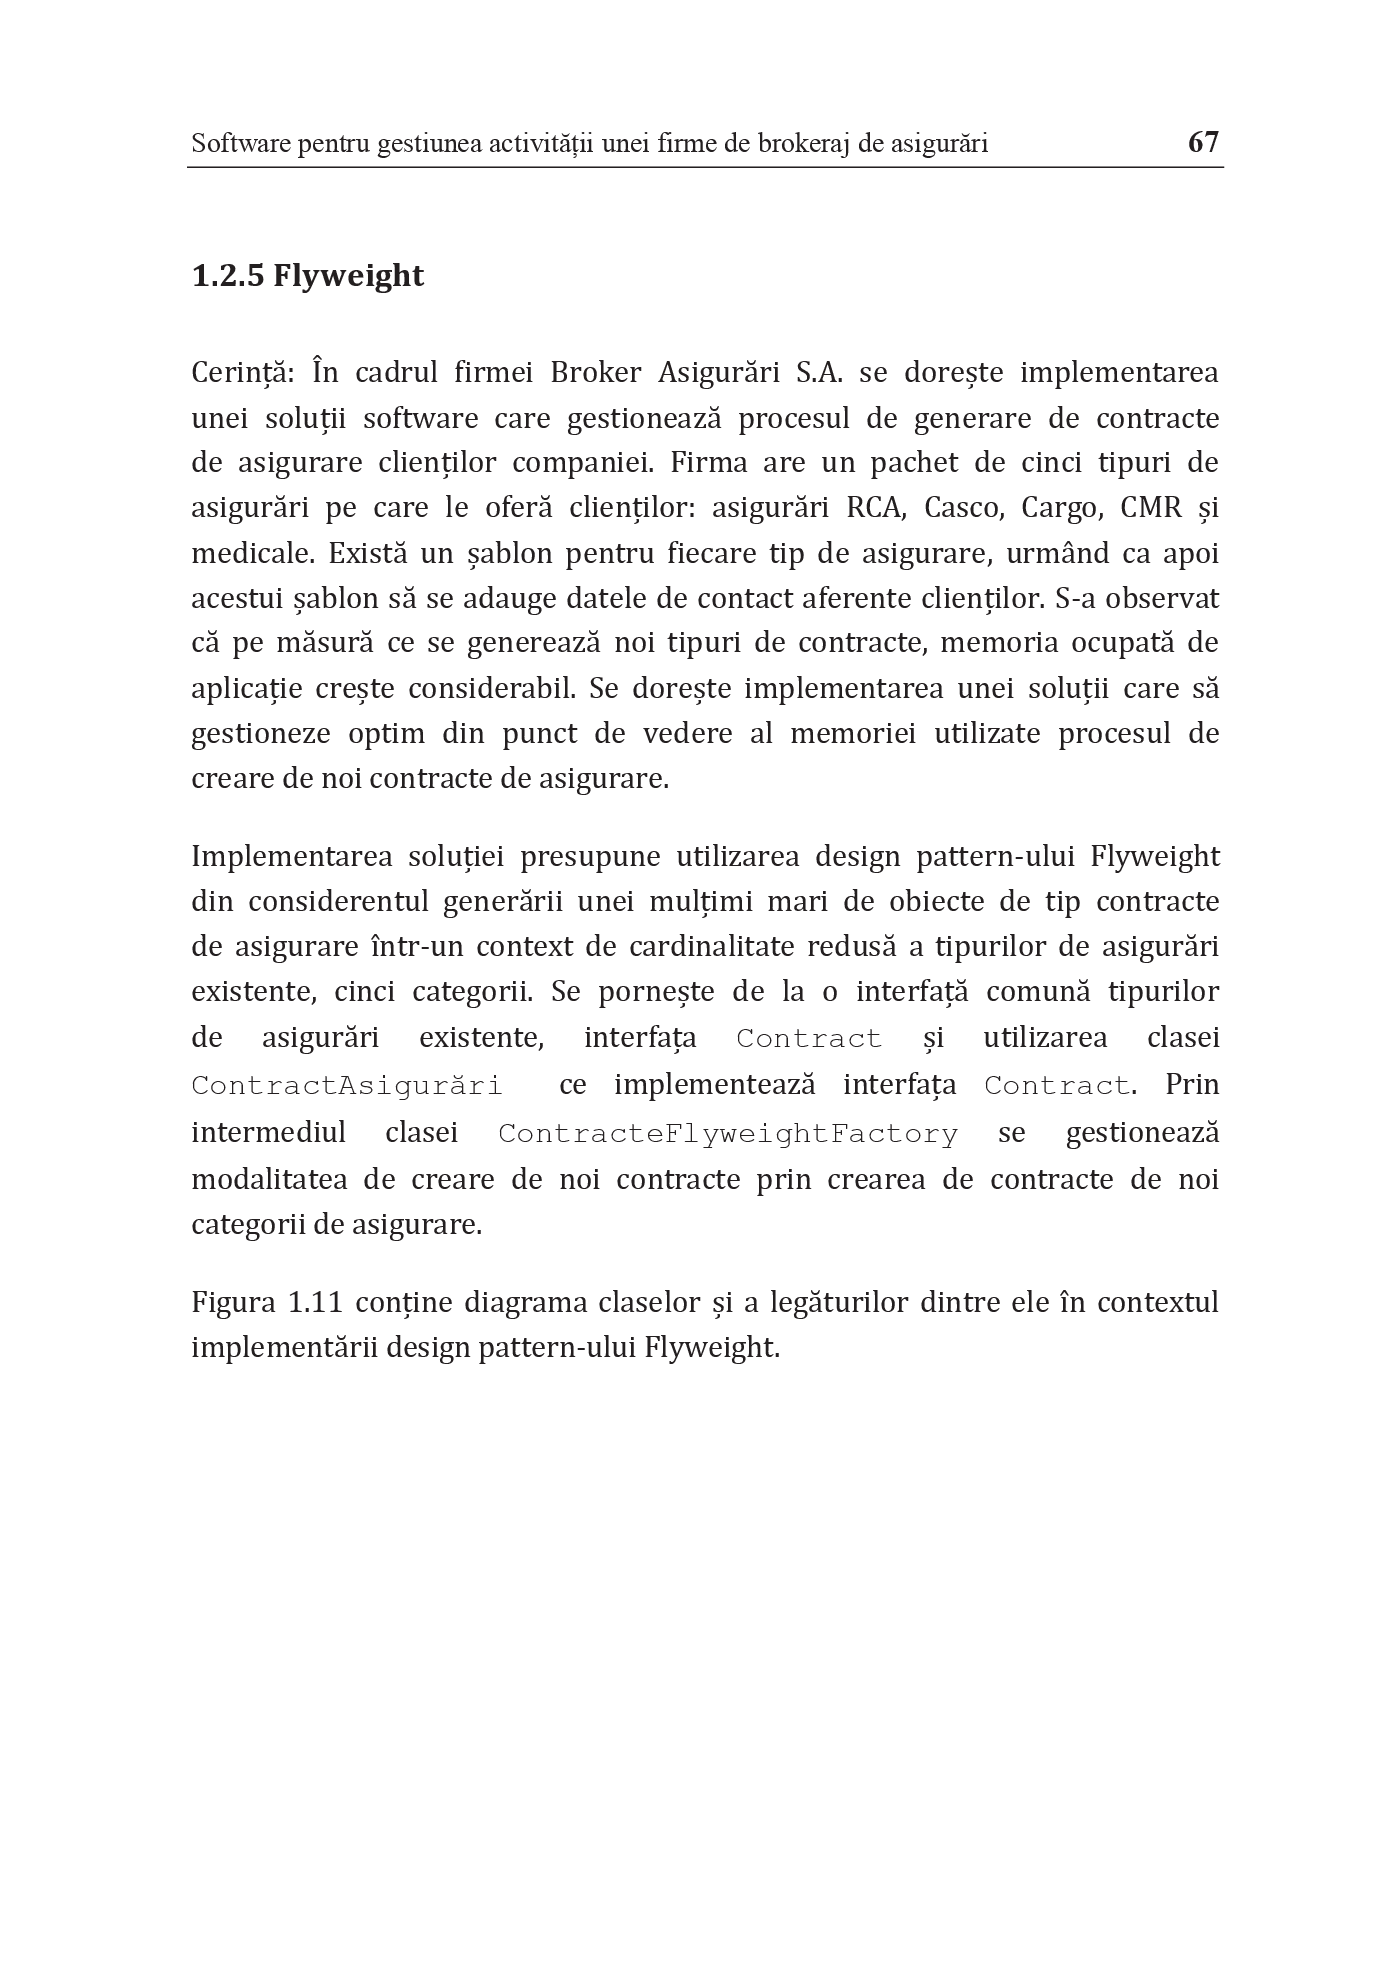 Software pentru gestiunea activității unei firme de brokeraj de asigurări 67
1.2.5 Flyweight
Cerință: În cadrul firmei Broker Asigurări S.A. se dorește implementarea
unei soluții software care gestionează procesul de generare de contracte
de asigurare clienților companiei. Firma are un pachet de cinci tipuri de
asigurări pe care le oferă clienților: asigurări RCA, Casco, Cargo, CMR și
medicale. Există un șablon pentru fiecare tip de asigurare, urmând ca apoi
acestui șablon să se adauge datele de contact aferente clienților. S-a observat
că pe măsură ce se generează noi tipuri de contracte, memoria ocupată de
aplicație crește considerabil. Se dorește implementarea unei soluții care să
gestioneze optim din punct de vedere al memoriei utilizate procesul de
creare de noi contracte de asigurare.
Implementarea soluției presupune utilizarea design pattern-ului Flyweight
din considerentul generării unei mulțimi mari de obiecte de tip contracte
de asigurare într-un context de cardinalitate redusă a tipurilor de asigurări
existente, cinci categorii. Se pornește de la o interfață comună tipurilor
de asigurări existente, interfața Contract și utilizarea clasei
ContractAsigurări ce implementează interfața Contract. Prin
intermediul clasei ContracteFlyweightFactory se gestionează
modalitatea de creare de noi contracte prin crearea de contracte de noi
categorii de asigurare.
Figura 1.11 conține diagrama claselor și a legăturilor dintre ele în contextul
implementării design pattern-ului Flyweight.